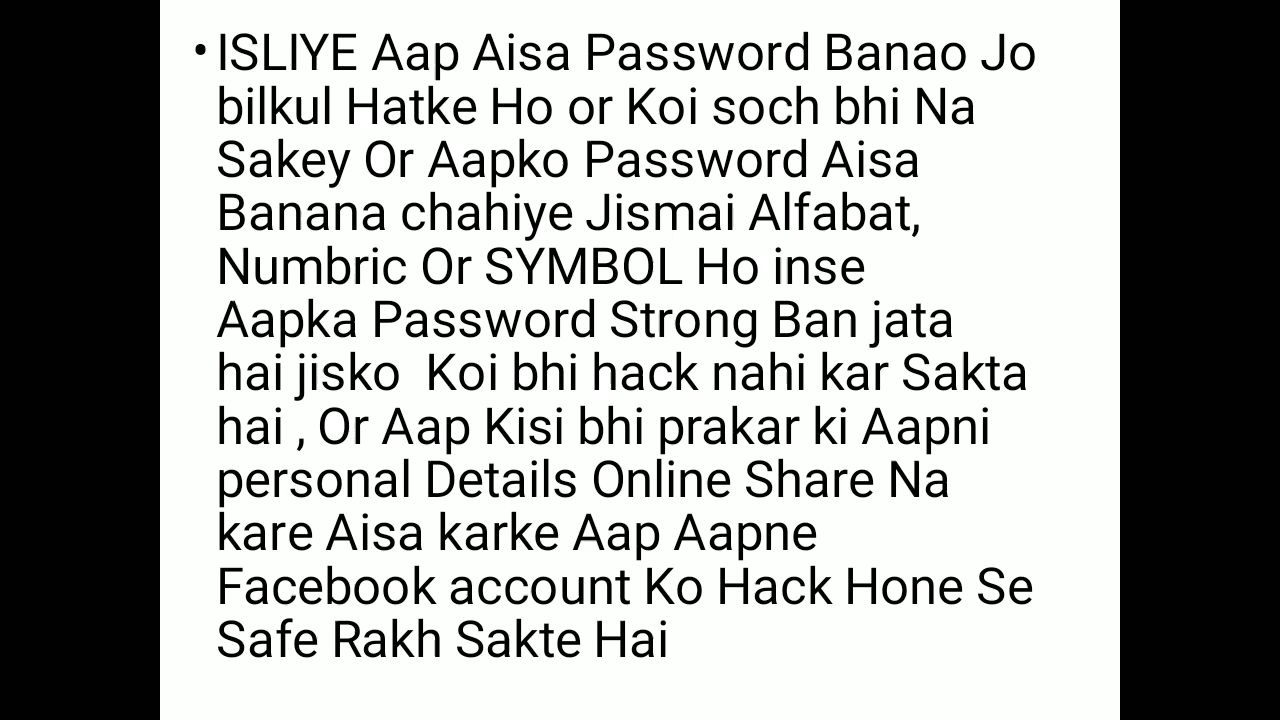 • ISLIYE Aap Aisa Password Banao Jo
bilkul Hatke Ho or Koi soch bhi Na
Sakey Or Aapko Password Aisa
Banana chahiye Jismai Alfabat,
Numbric Or SYMBOL Ho inse
Aapka Password Strong Ban jata
hai jisko  Koi bhi hack nahi kar Sakta
hai , Or Aap Kisi bhi prakar ki Aapni
personal Details Online Share Na
kare Aisa karke Aap Aapne
Facebook account Ko Hack Hone Se
Safe Rakh Sakte Hai